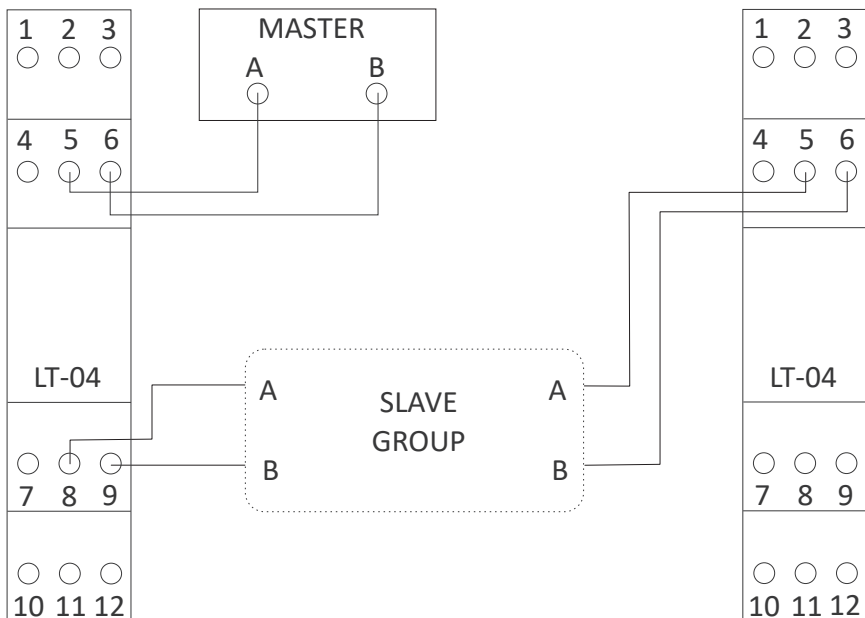 1 2 3
4 5 6
LT-04
7 8 9
10 11 12
MASTER
A B
A
B
SLAVE
GROUP
A
B
1 2 3
4 5 6
LT-04
7 8 9
10 11 12